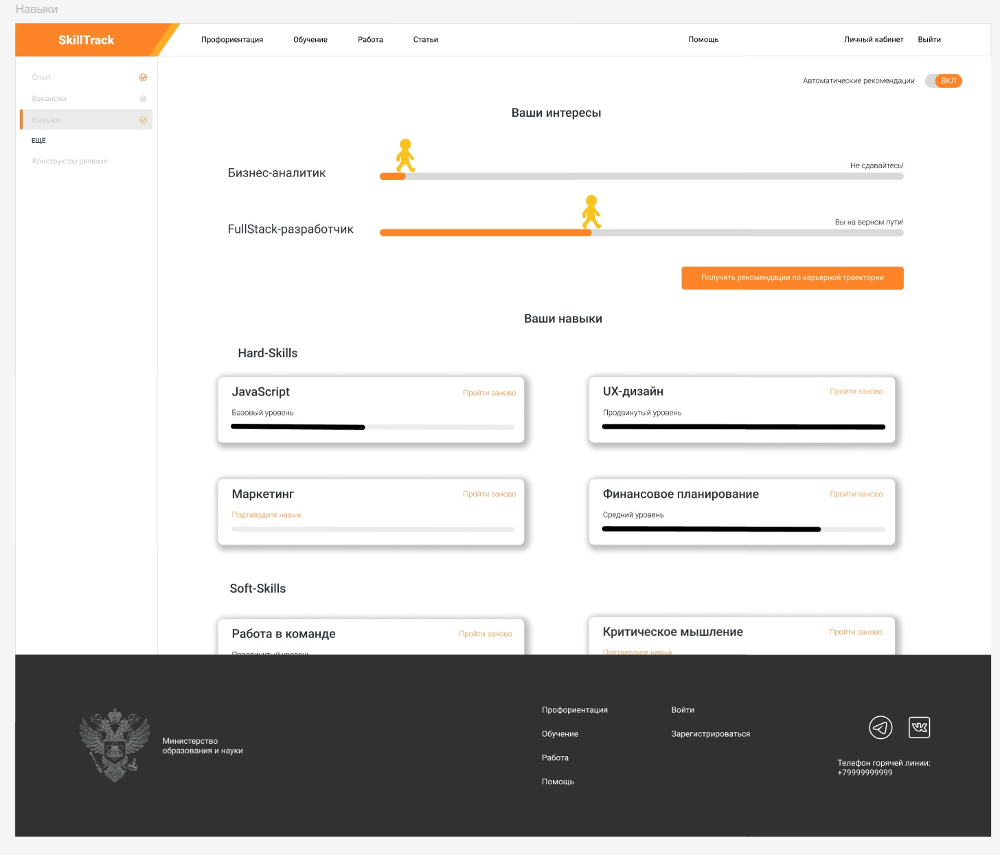 Навыки
SkillTrack
Профориентация
Обучение
Работа
Статьи
Помощь
Личный кабинет
Выйти
Опыт
Вакансии
Навыки
ЕЩЁ
Конструктор резюме
Автоматические рекомендации
ВКЛ
Ваши интересы
Бизнес-аналитик
Не сдавайтесь!
FullStack-разработчик
Вы на верном пути!
Получить рекомендации по карьерной траектории
Ваши навыки
Hard-Skills
JavaScript
Пройти заново
Базовый уровень
UX-дизайн
Пройти заново
Продвинутый уровень
Маркетинг
Пройти заново
Подтвердите навык
Финансовое планирование
Пройти заново
Средний уровень
Soft-Skills
Работа в команде
Пройти заново
Продвинутый уровень
Критическое мышление
Пройти заново
Подтвердите навык
Министерство
образования и науки
Профориентация
Обучение
Работа
Помощь
Войти
Зарегистрироваться
Телефон горячей линии:
+79999999999